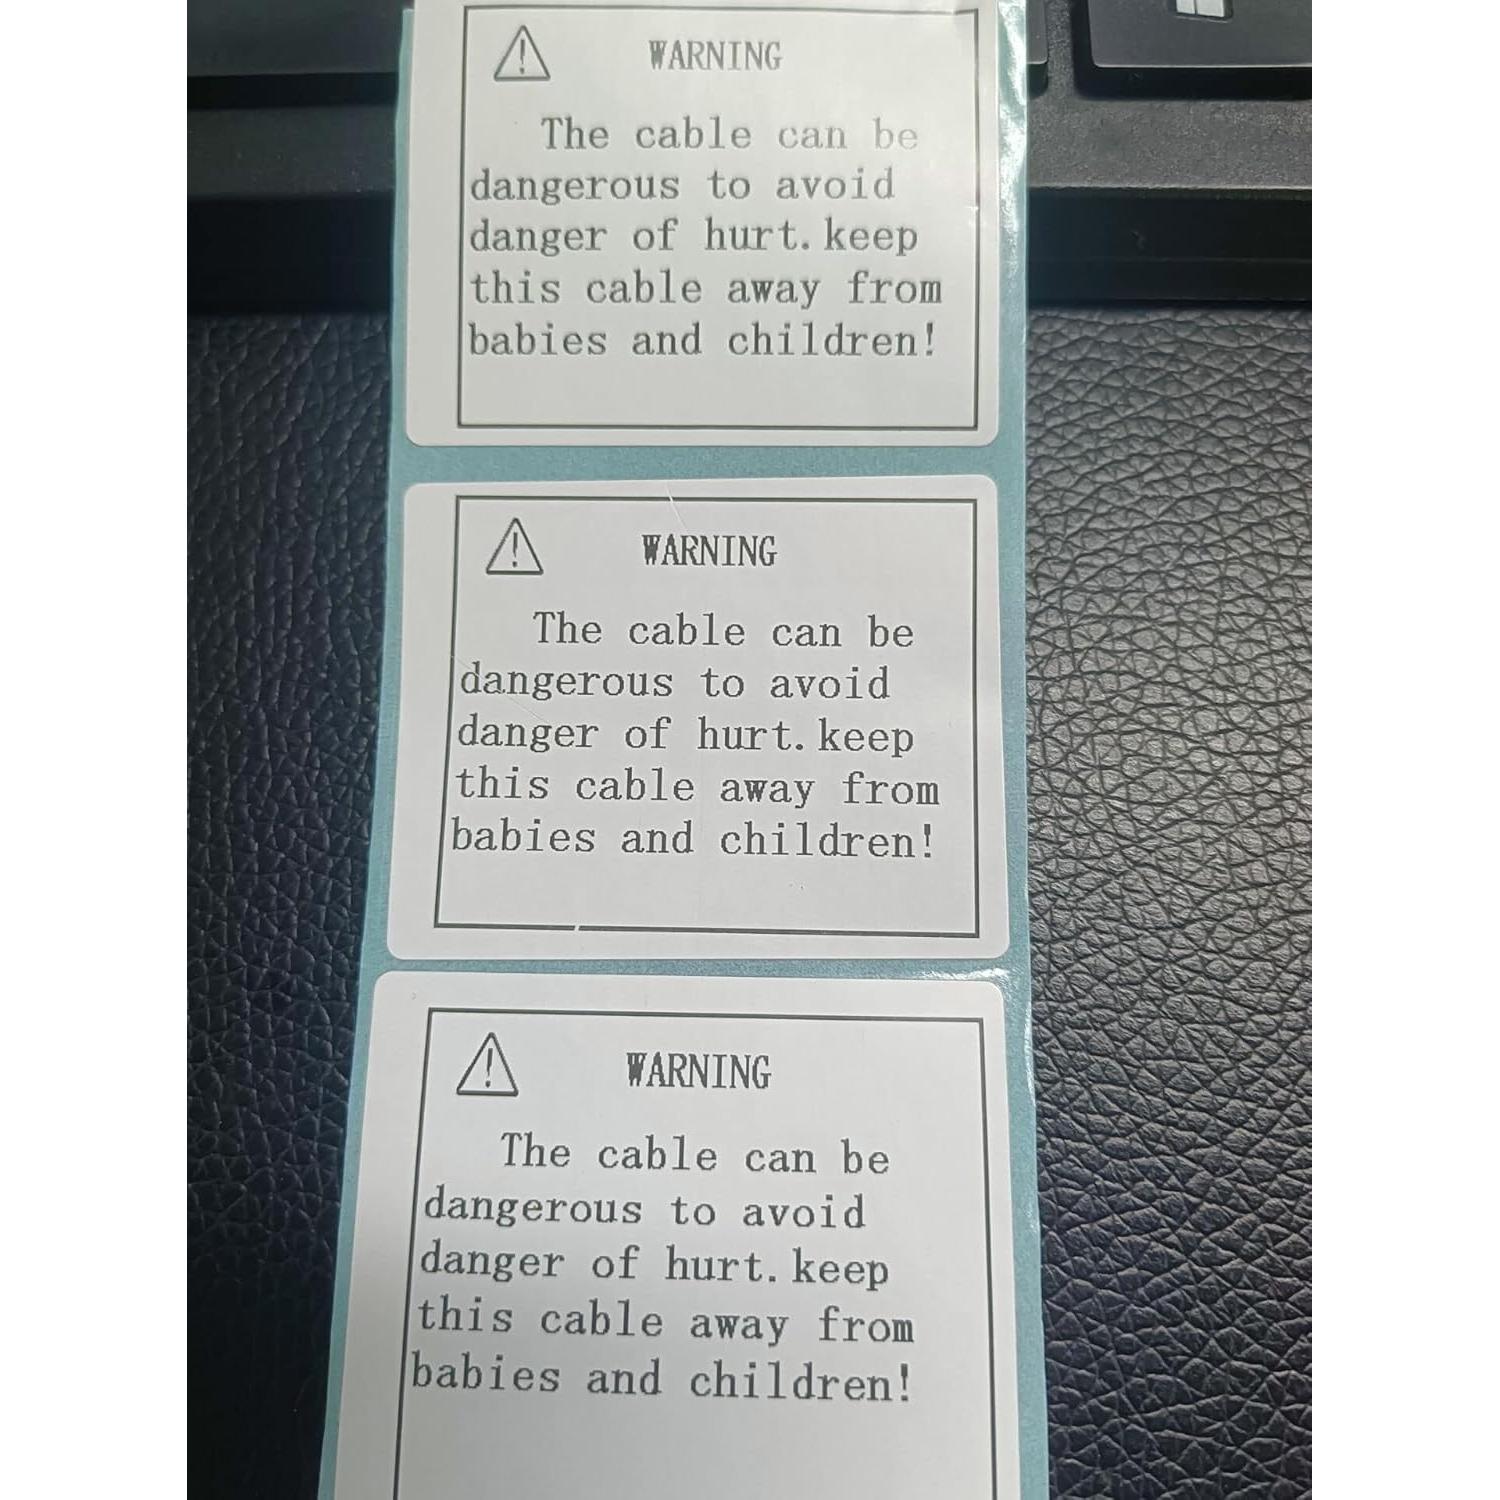 WARNING
The cable can be
dangerous to avoid
danger of hurt. keep
this cable away from
babies and children!
WARNING
The cable can be
dangerous to avoid
danger of hurt. keep
this cable away from
babies and children!
WARNING
The cable can be
dangerous to avoid
danger of hurt. keep
this cable away from
babies and children!